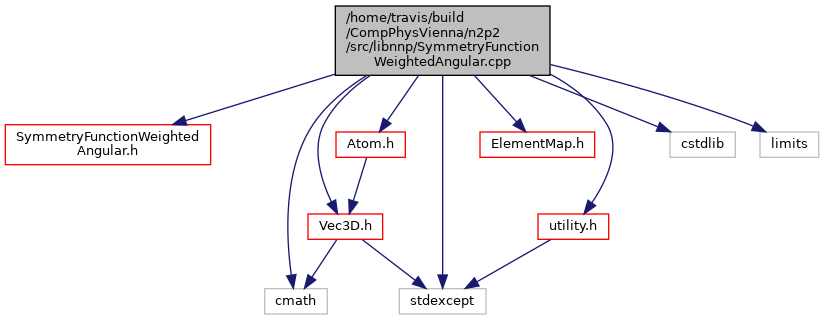 /home/travis/build
/CompPhysVienna/n2p2
/src/libnnp/SymmetryFunction
WeightedAngular.cpp
SymmetryFunctionWeighted
Angular.h
Atom.h
ElementMap.h
cstdlib
limits
Vec3D.h
utility.h
cmath
stdexcept